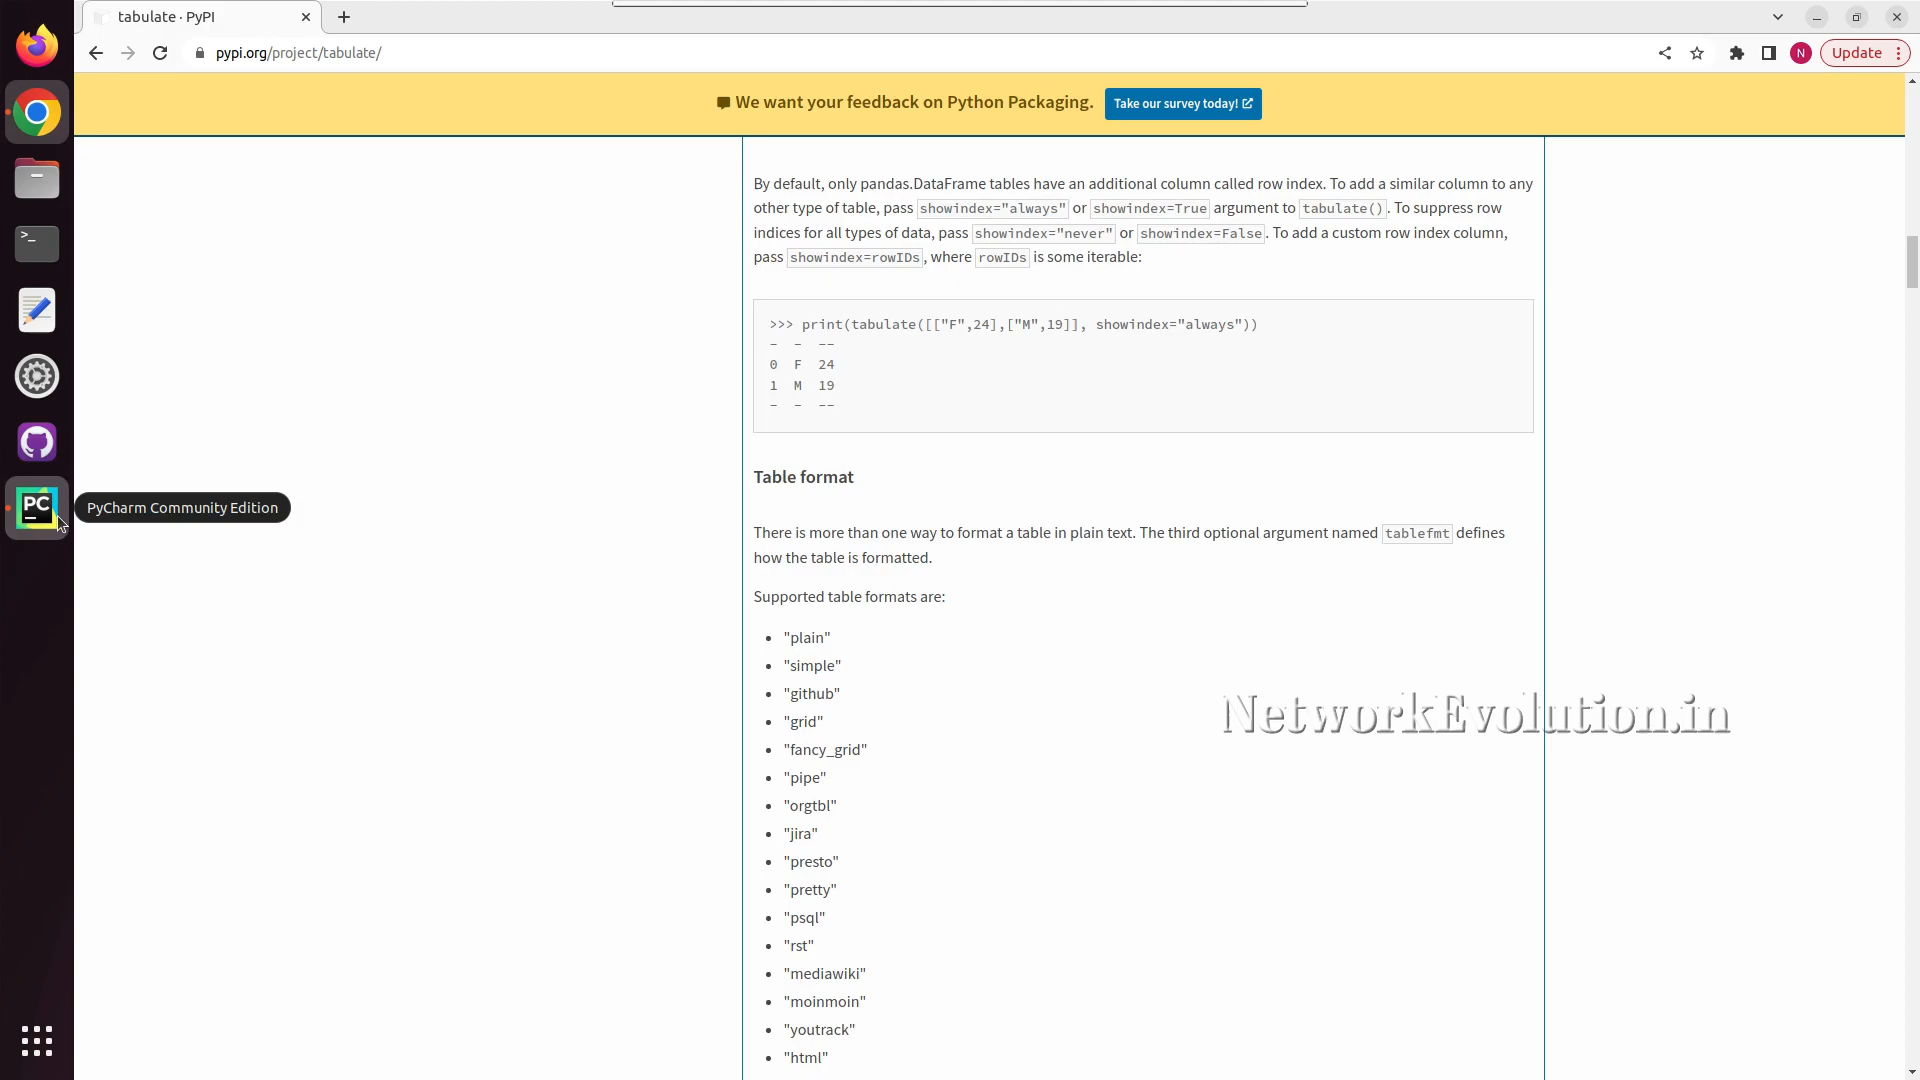 tabulate · PyPI
pypi.org/project/tabulate/
N
Update
We want your feedback on Python Packaging.
Take our survey today!
By default, only pandas.DataFrame tables have an additional column called row index. To add a similar column to any
other type of table, pass showindex="always" or showindex=True argument to tabulate(). To suppress row
indices for all types of data, pass showindex="never" or showindex=False. To add a custom row index column,
pass showindex=rowIDs, where rowIDs is some iterable:
>>> print(tabulate([["F",24],["M",19]], showindex="always"))
-  -  --
0  F  24
1  M  19
-  -  --
Table format
PC
PyCharm Community Edition
There is more than one way to format a table in plain text. The third optional argument named tablefmt defines
how the table is formatted.
Supported table formats are:
• "plain"
• "simple"
• "github"
• "grid"
• "fancy_grid"
• "pipe"
• "orgtbl"
• "jira"
• "presto"
• "pretty"
• "psql"
• "rst"
• "mediawiki"
• "moinmoin"
• "youtrack"
• "html"
NetworkEvolution.in